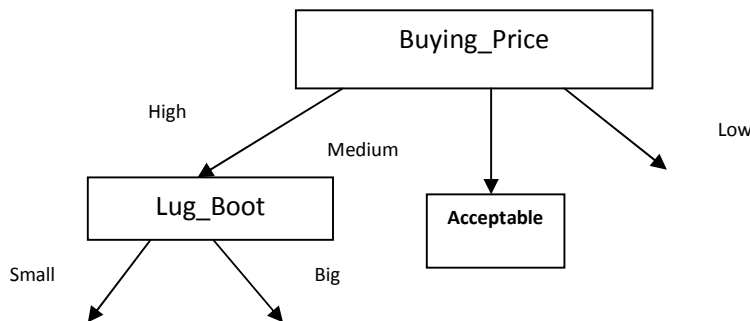 Buying_Price
High
Low
Medium
Lug_Boot
Acceptable
Small
Big